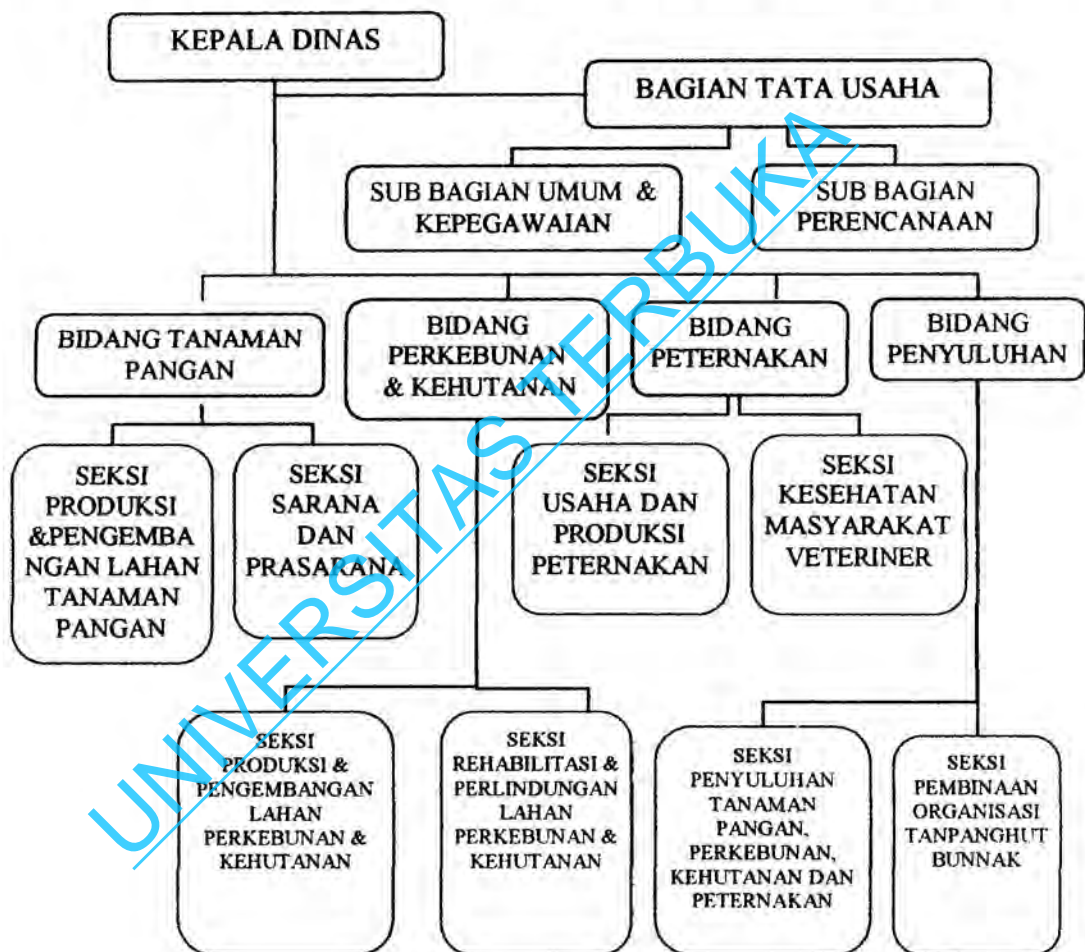 KEPALA DINAS
BAGIAN TATA USAHA
SUB BAGIAN UMUM &
KEPEGAWAIAN
SUB BAGIAN
PERENCANAAN
BIDANG TANAMAN
PANGAN
BIDANG
PERKEBUNAN
& KEHUTANAN
BIDANG
PETERNAKAN
BIDANG
PENYULUHAN
SEKSI
PRODUKSI
&PENGEMBA
NGAN LAHAN
TANAMAN
PANGAN
SEKSI
SARANA
DAN
PRASARANA
SEKSI
USAHA DAN
PRODUKSI
PETERNAKAN
SEKSI
KESEHATAN
MASYARAKAT
VETERINER
SEKSI
PRODUKSI &
PENGEMBANGAN
LAHAN
PERKEBUNAN &
KEHUTANAN
SEKSI
REHABILITASI &
PERLINDUNGAN
LAHAN
PERKEBUNAN &
KEHUTANAN
SEKSI
PENYULUHAN
TANAMAN
PANGAN,
PERKEBUNAN,
KEHUTANAN DAN
PETERNAKAN
SEKSI
PEMBINAAN
ORGANISASI
TANPANGHUT
BUNNAK
UNIVERSITAS TERBUKA